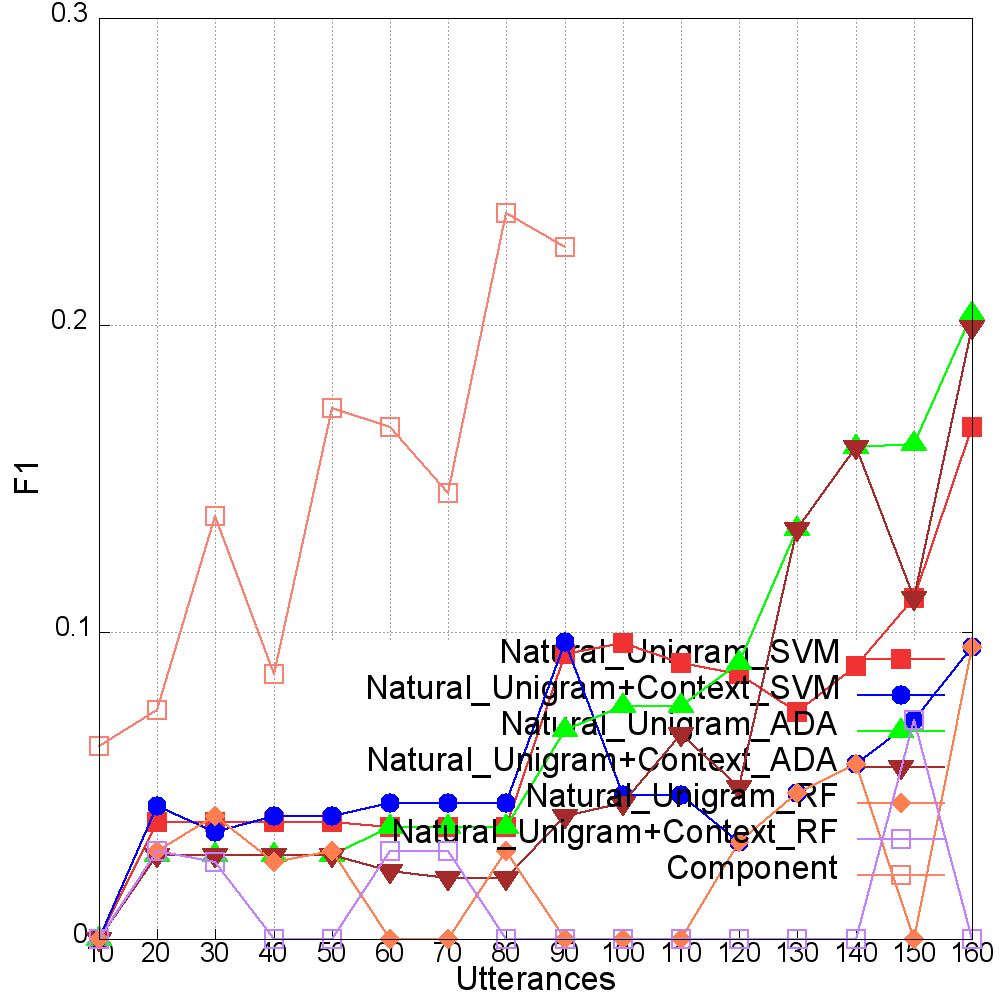 0.3
0.2
F1
0.1
Natural_Unigram_SVM
Natural_Unigram+Context_SVM
Natural_Unigram_ADA
Natural_Unigram+Context_ADA
Natural_Unigram_RF
Natural_Unigram+Context_RF
Component
0
10 20 30 40 50 60 70 80 90 100 110 120 130 140 150 160
Utterances